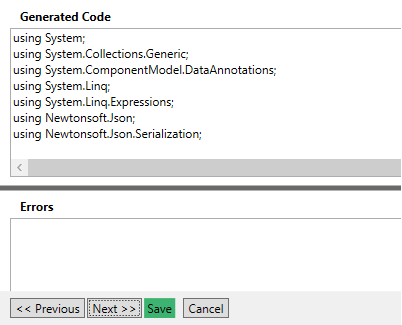 Generated Code
using System;
using System.Collections.Generic;
using System.ComponentModel.DataAnnotations;
using System.Linq;
using System.Linq.Expressions;
using Newtonsoft.Json;
using Newtonsoft.Json.Serialization;
Errors
<< Previous Next >> Save Cancel